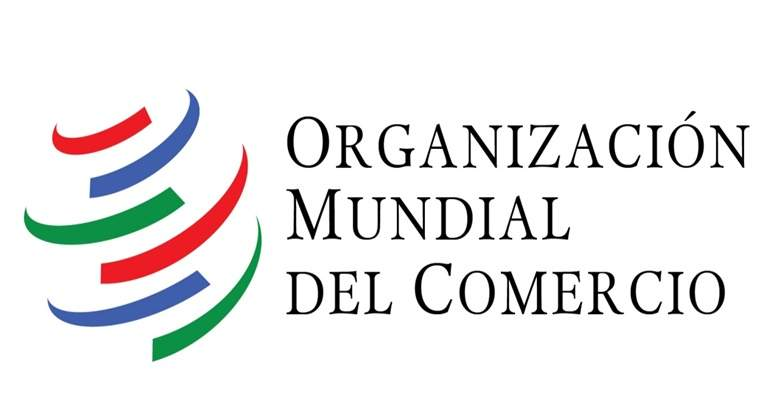 ORGANIZACIÓN
MUNDIAL
DEL COMERCIO